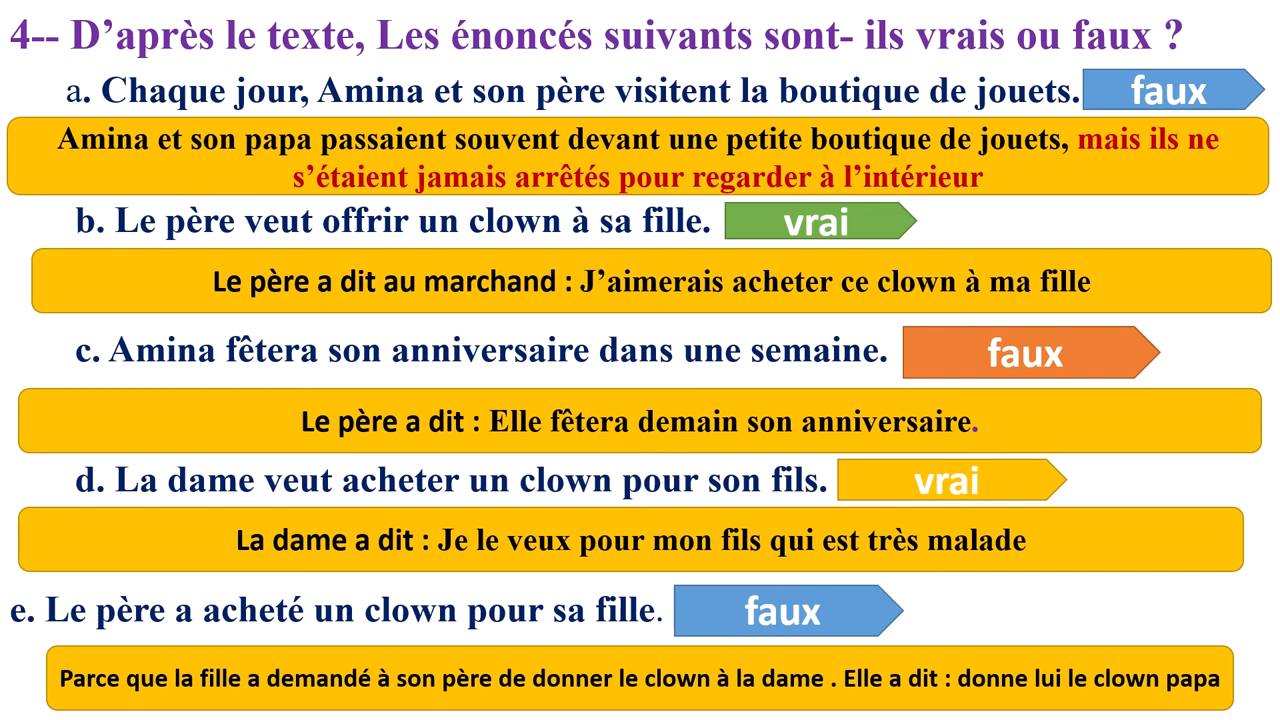 4-- D’après le texte, Les énoncés suivants sont- ils vrais ou faux ?
a. Chaque jour, Amina et son père visitent la boutique de jouets. faux
Amina et son papa passaient souvent devant une petite boutique de jouets, mais ils ne
s’étaient jamais arrêtés pour regarder à l’intérieur
b. Le père veut offrir un clown à sa fille. vrai
Le père a dit au marchand : J’aimerais acheter ce clown à ma fille
c. Amina fêtera son anniversaire dans une semaine. faux
Le père a dit : Elle fêtera demain son anniversaire.
d. La dame veut acheter un clown pour son fils. vrai
La dame a dit : Je le veux pour mon fils qui est très malade
e. Le père a acheté un clown pour sa fille. faux
Parce que la fille a demandé à son père de donner le clown à la dame . Elle a dit : donne lui le clown papa